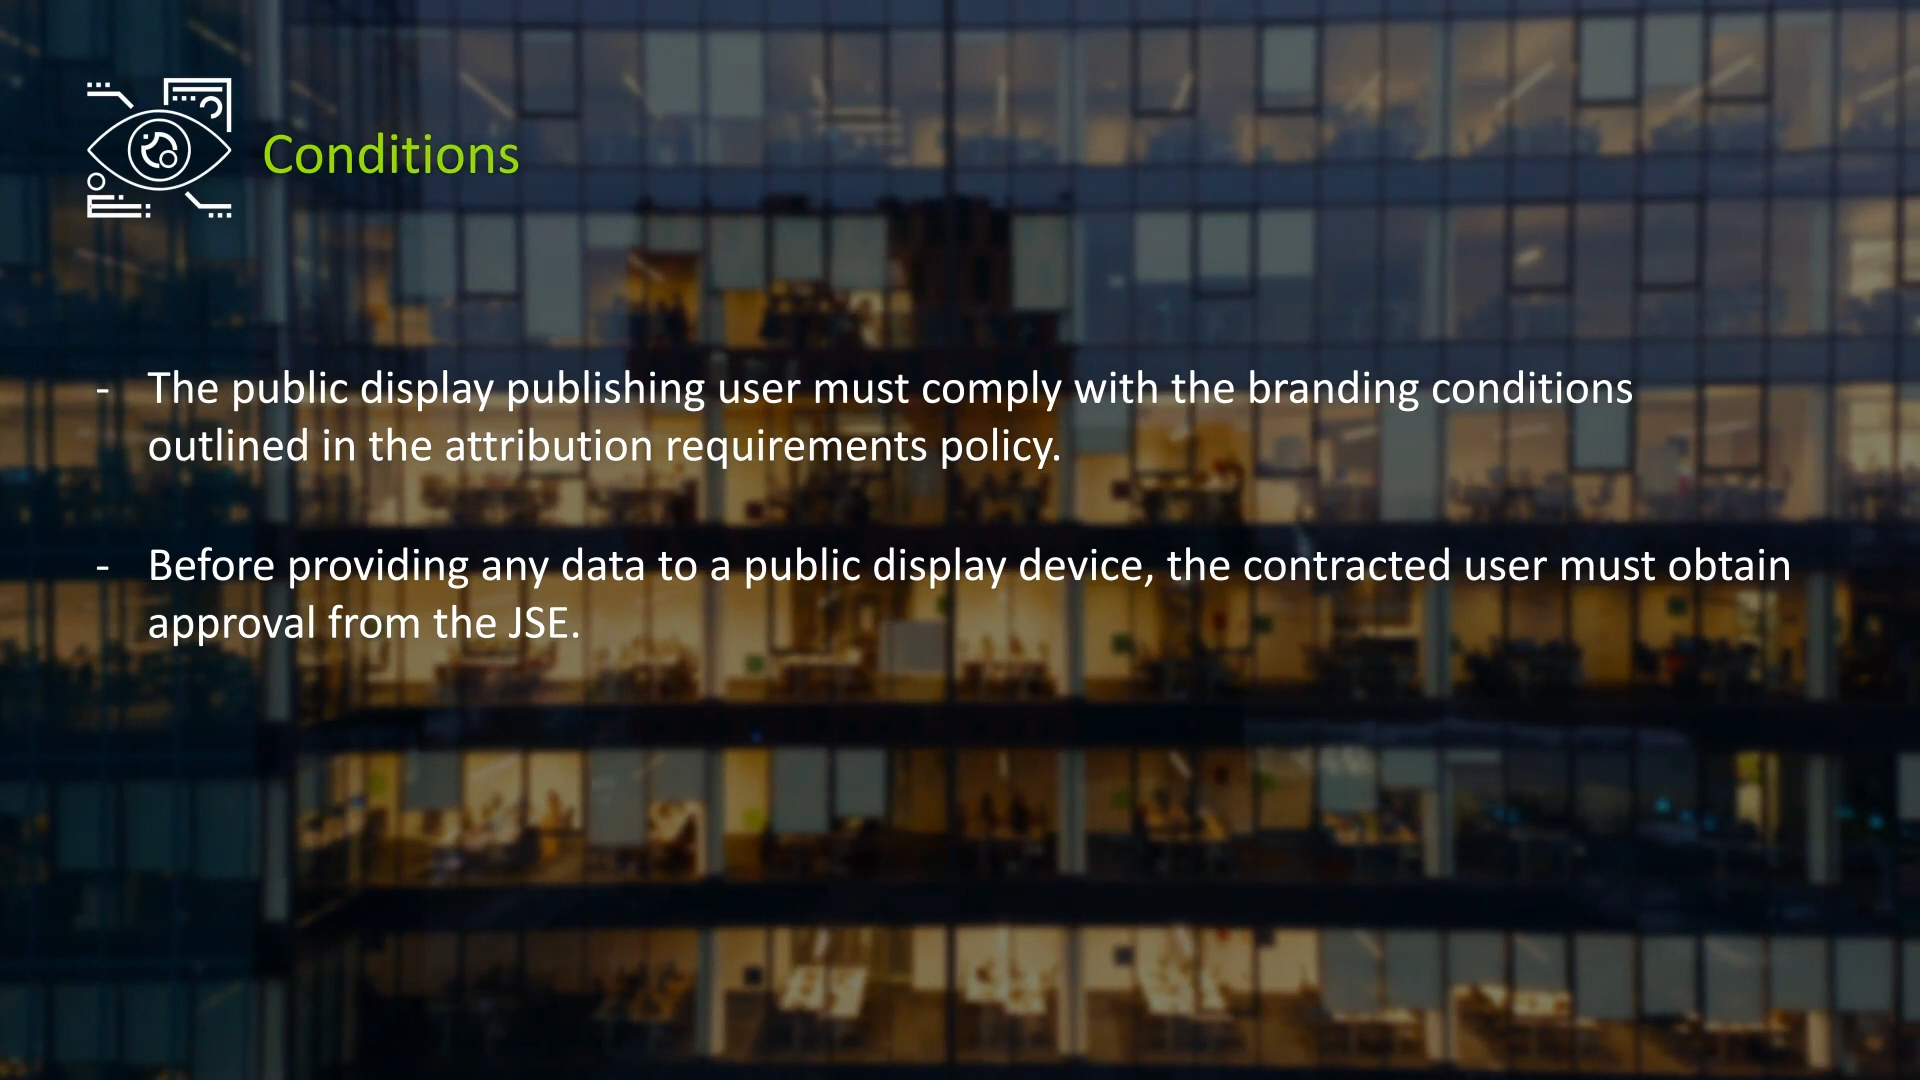 Conditions
- The public display publishing user must comply with the branding conditions
outlined in the attribution requirements policy.
- Before providing any data to a public display device, the contracted user must obtain
approval from the JSE.